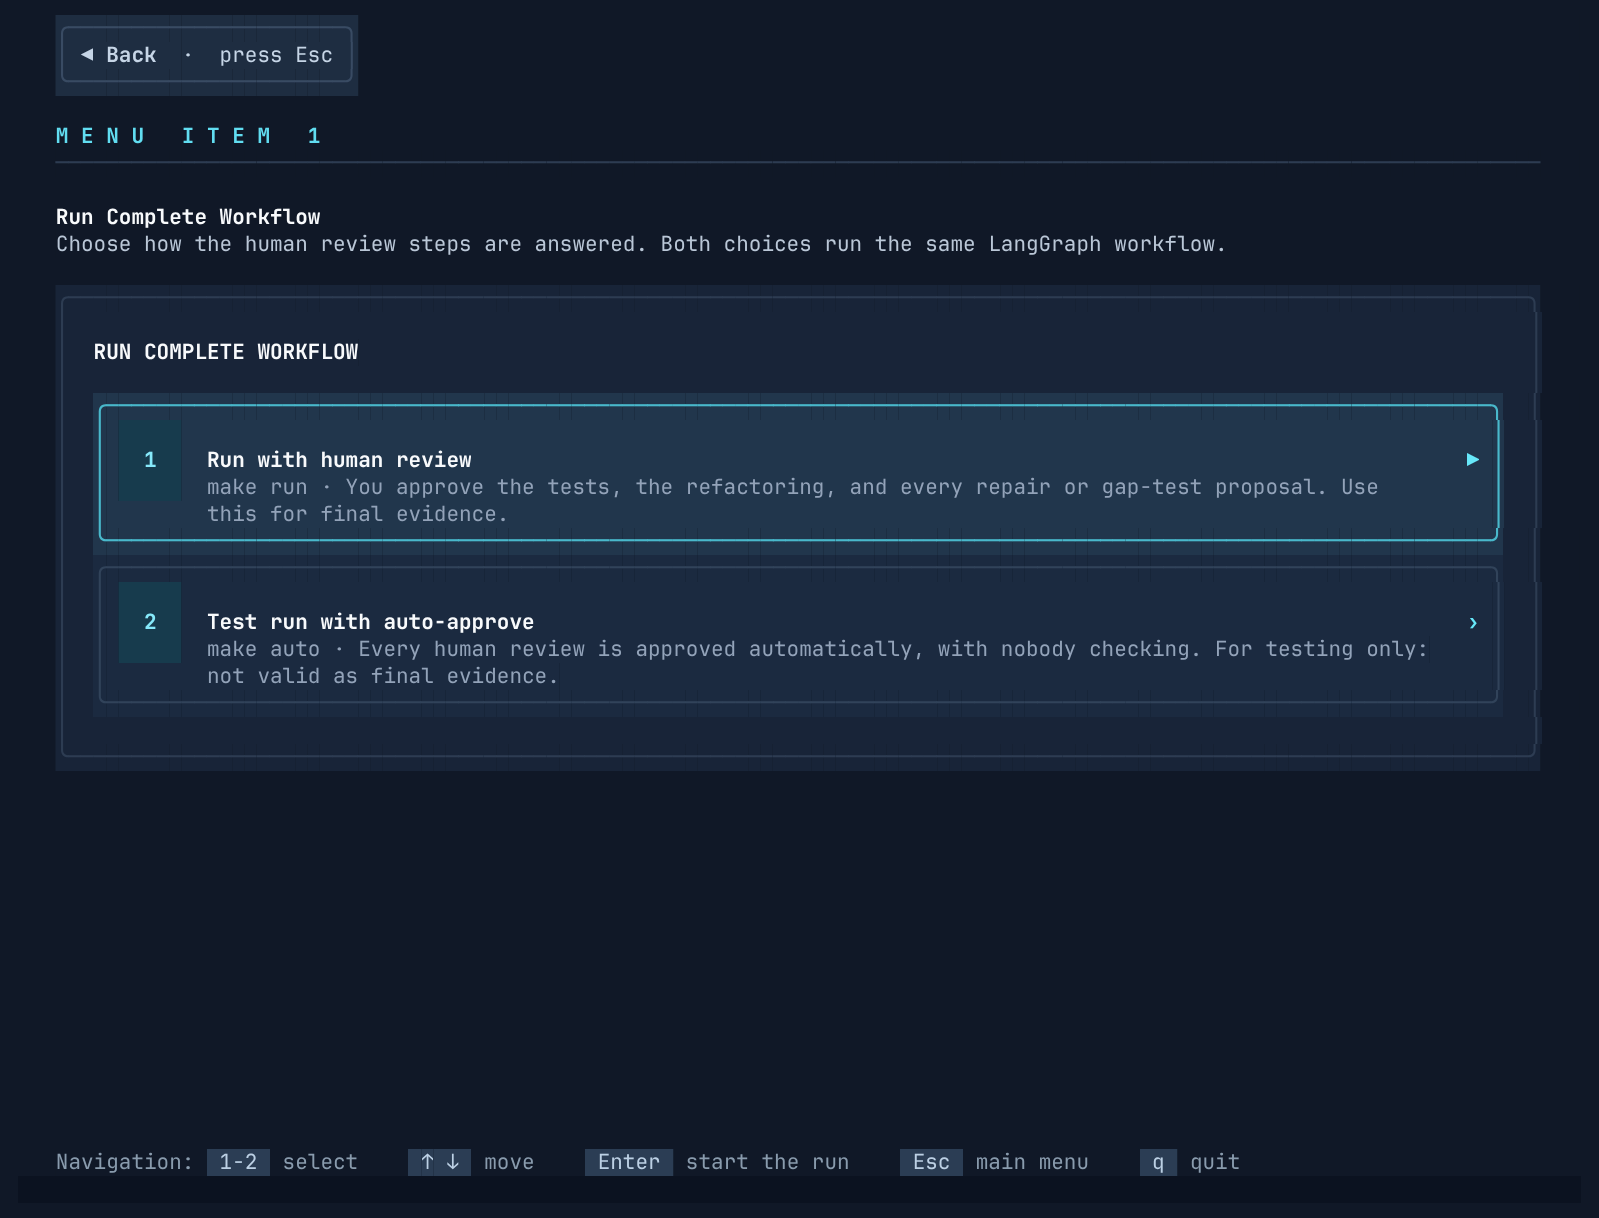 ◀ Back · press Esc
MENU ITEM 1
Run Complete Workflow
Choose how the human review steps are answered. Both choices run the same LangGraph workflow.
RUN COMPLETE WORKFLOW
1 Run with human review ▶
make run · You approve the tests, the refactoring, and every repair or gap-test proposal. Use
this for final evidence.
2 Test run with auto-approve ›
make auto · Every human review is approved automatically, with nobody checking. For testing only:
not valid as final evidence.
Navigation: 1-2 select ↑ ↓ move Enter start the run Esc main menu q quit